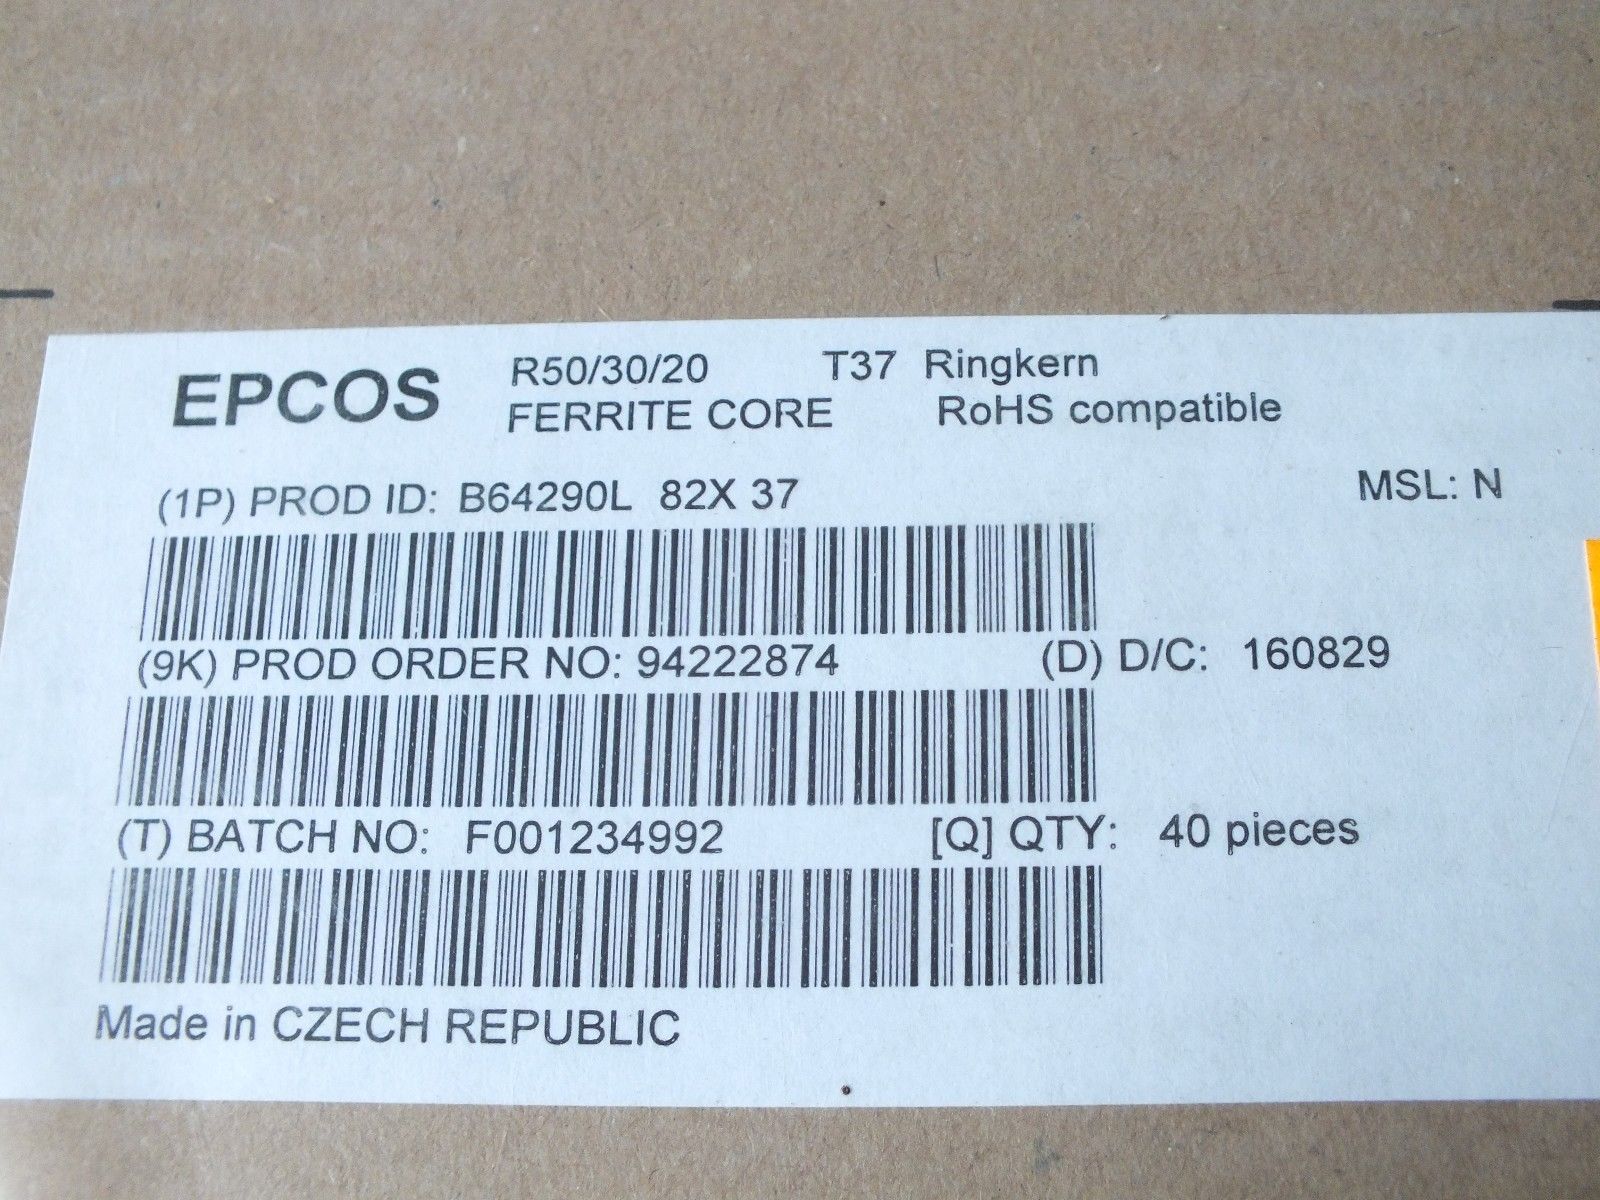 EPCOS R50/30/20 T37 Ringkern
FERRITE CORE RoHS compatible
(1P) PROD ID: B64290L 82X 37 MSL: N
(9K) PROD ORDER NO: 94222874 (D) D/C: 160829
(T) BATCH NO: F001234992 [Q] QTY: 40 pieces
Made in CZECH REPUBLIC